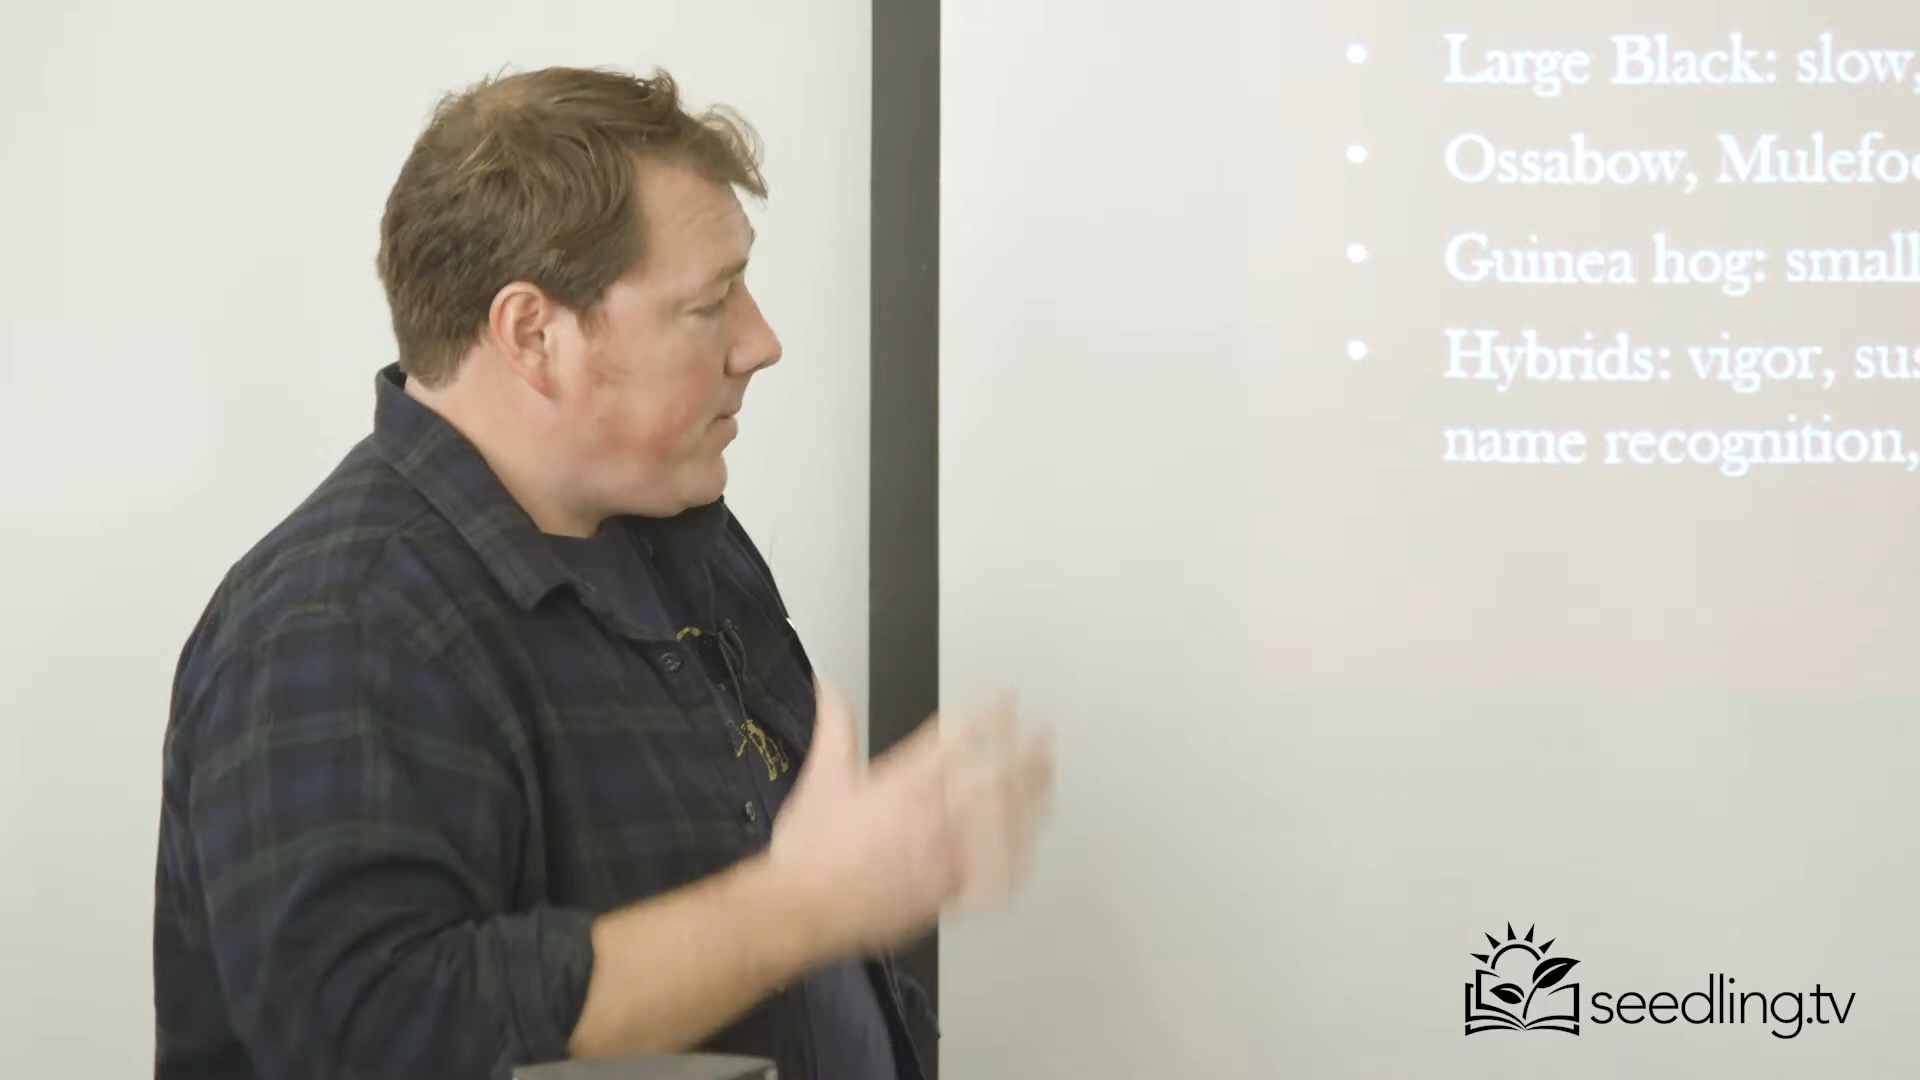 • Large Black: slow,
• Ossabow, Mulefoo
• Guinea hog: small
• Hybrids: vigor, sus
name recognition,
seedling.tv